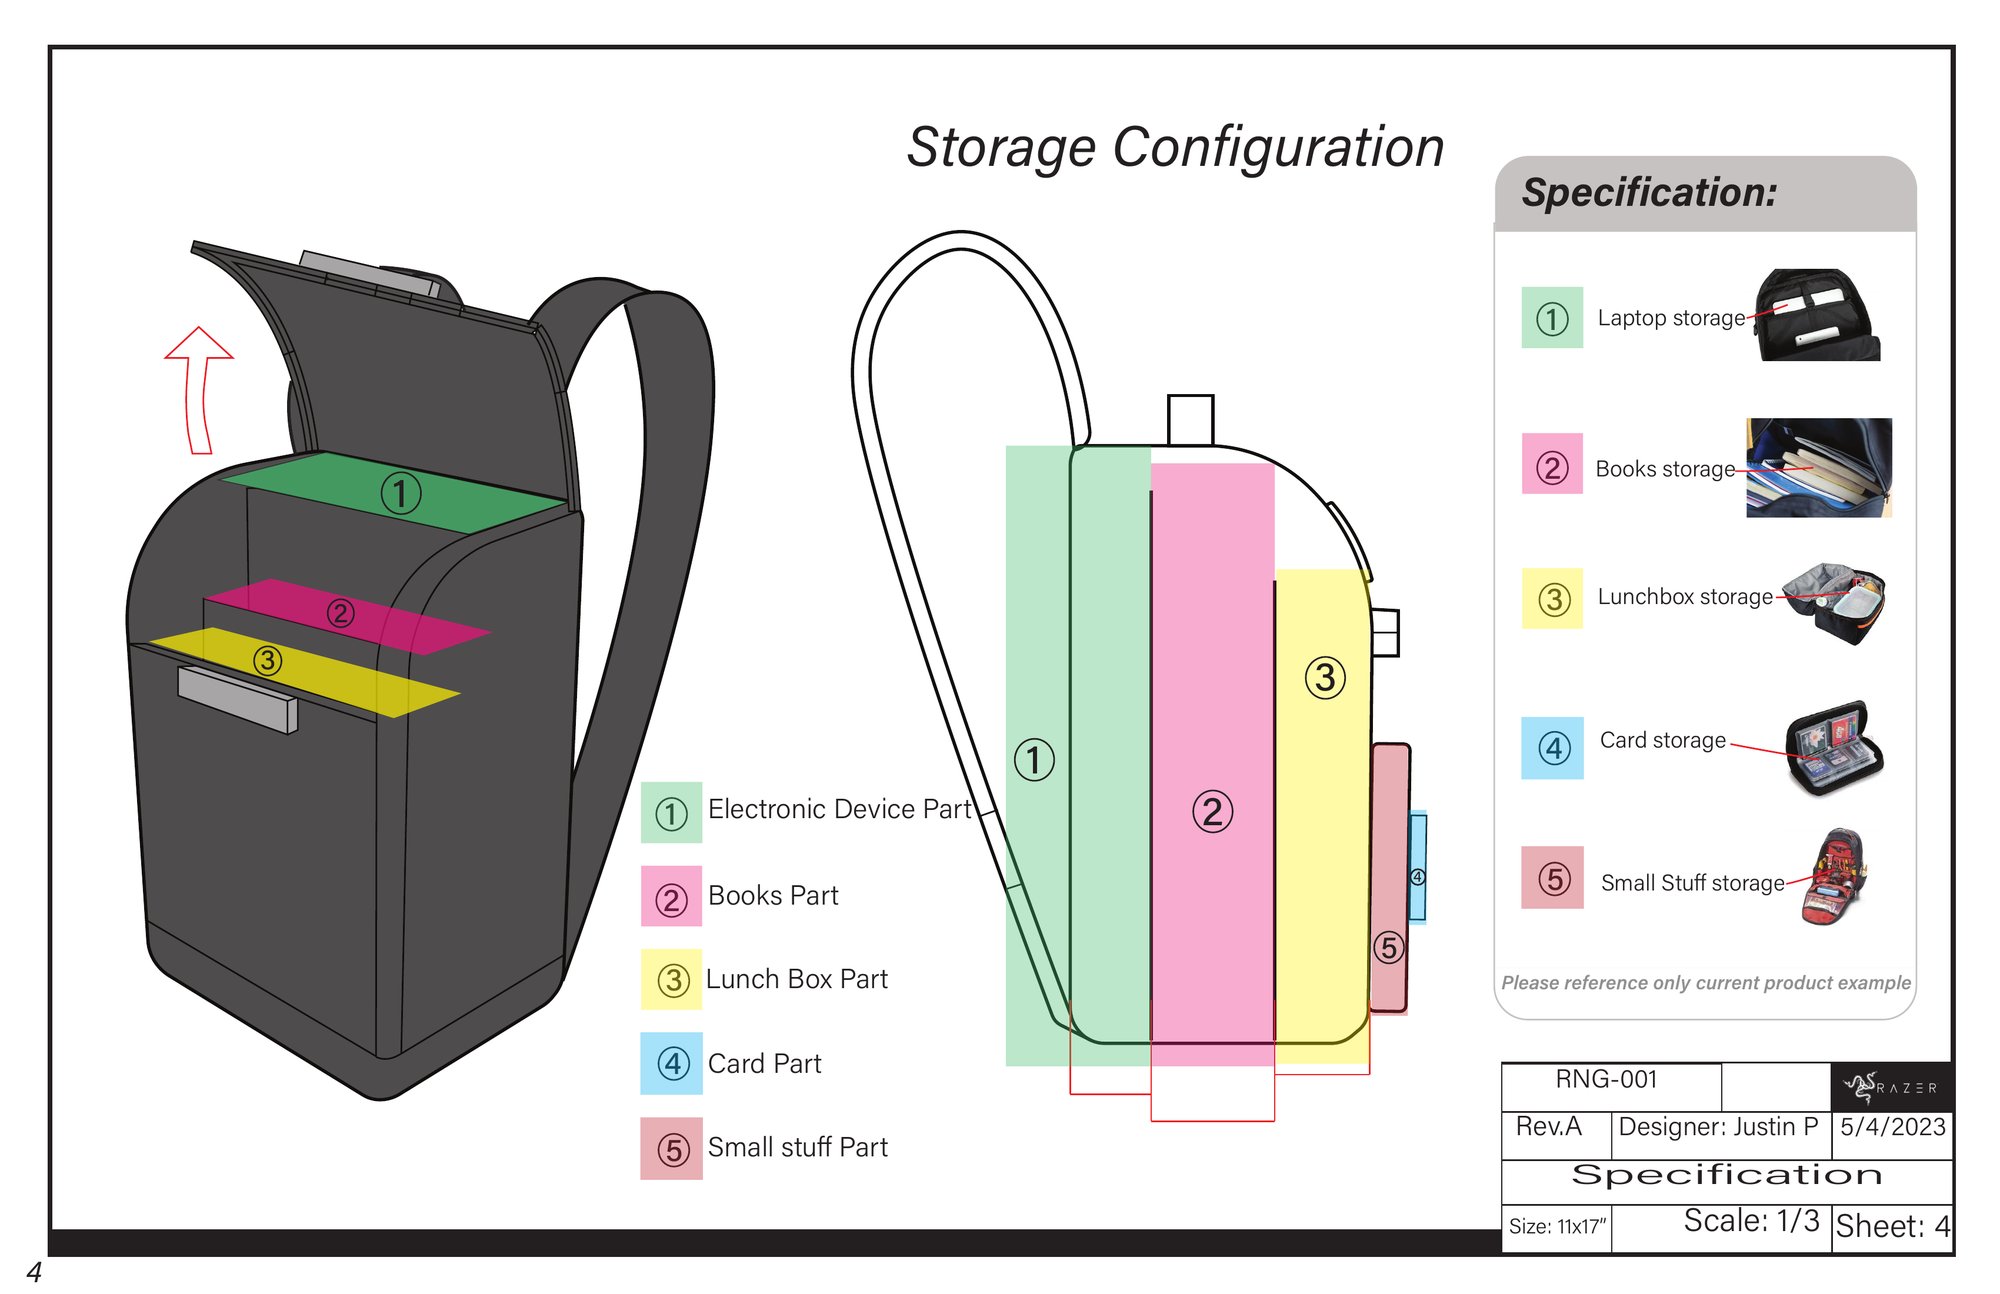 Storage Configuration
Specification:
① Laptop storage
② Books storage
③ Lunchbox storage
④ Card storage
⑤ Small Stuff storage
Please reference only current product example
①
②
③
① Electronic Device Part
② Books Part
③ Lunch Box Part
④ Card Part
⑤ Small stuff Part
①
②
③
④
⑤
RNG-001
RAZER
Rev.A
Designer: Justin P
5/4/2023
Specification
Size: 11x17”
Scale: 1/3
Sheet: 4
4